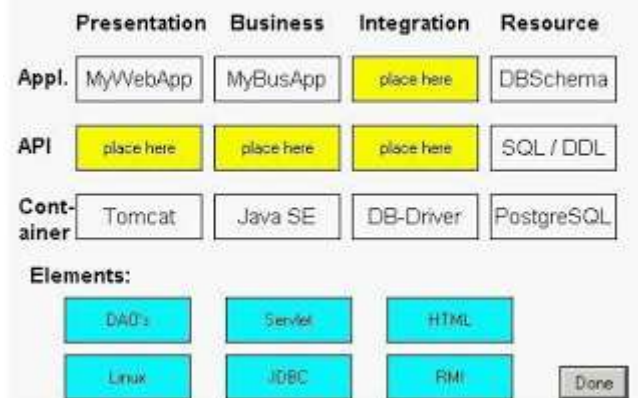 Presentation Business Integration Resource
Appl. MyWebApp MyBusApp place here DBSchema
API place here place here place here SQL / DDL
Cont-
ainer Tomcat Java SE DB-Driver PostgreSQL
Elements:
DAO's Servlet HTML
Linux JDBC RMI Done